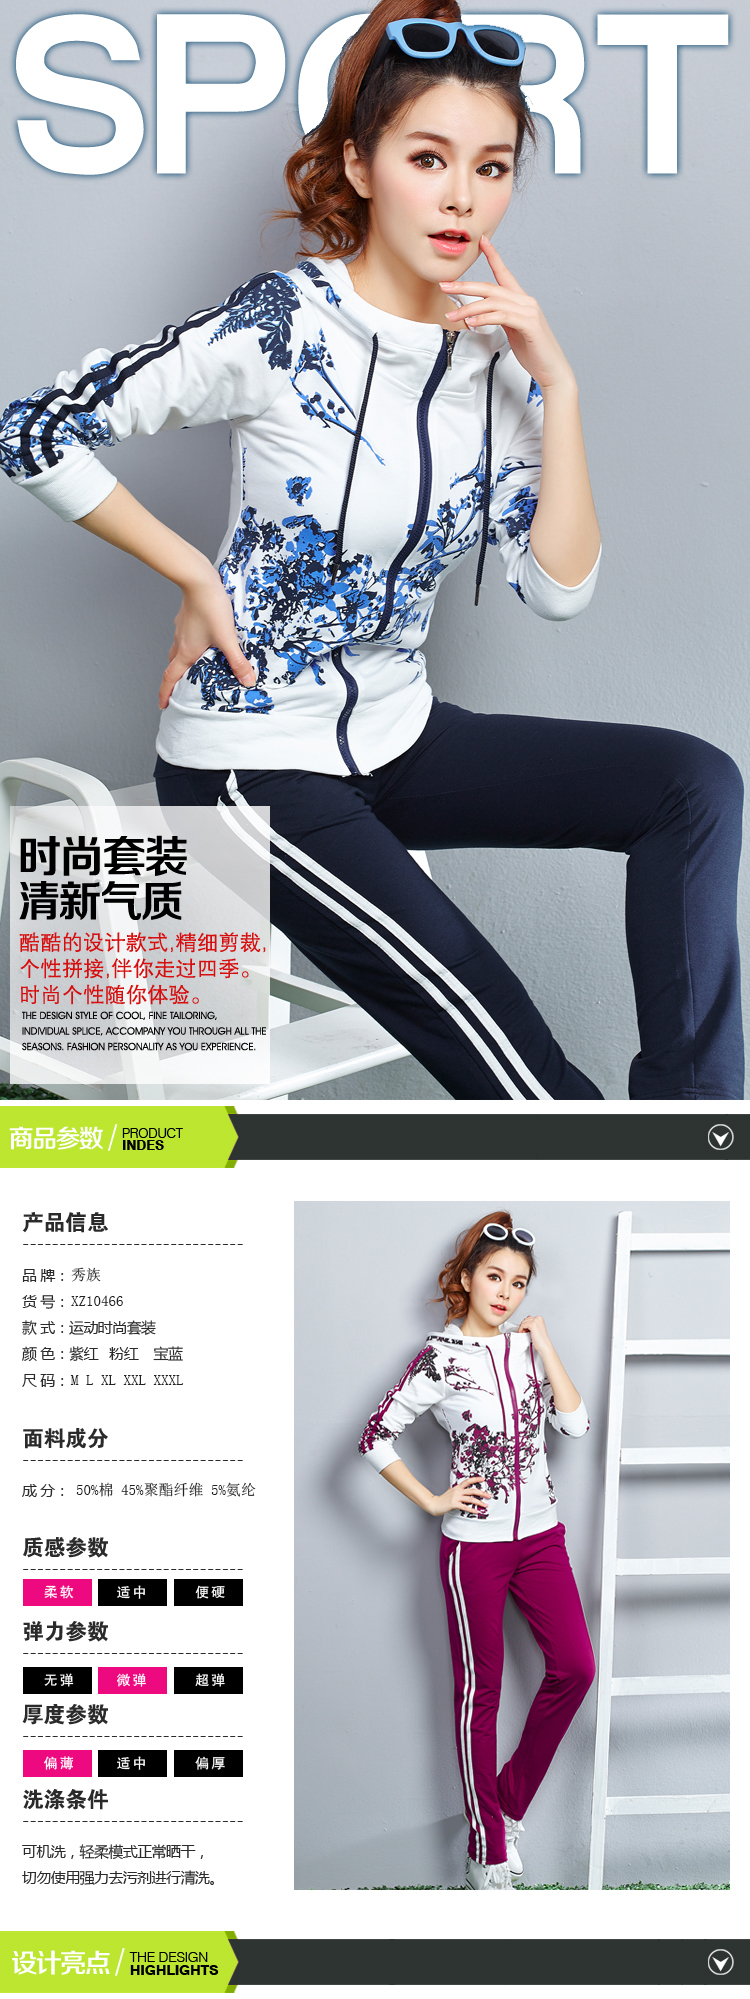 SPORT
时尚套装
清新气质
酷酷的设计款式,精细剪裁,
个性拼接,伴你走过四季。
时尚个性随你体验。
THE DESIGN STYLE OF COOL, FINE TAILORING,
INDIVIDUAL SPLICE, ACCOMPANY YOU THROUGH ALL THE
SEASONS. FASHION PERSONALITY AS YOU EXPERIENCE.
商品参数 / PRODUCT
INDES
产品信息
品 牌 : 秀族
货 号 : XZ10466
款 式 : 运动时尚套装
颜 色 : 紫红 粉红 宝蓝
尺 码 : M L XL XXL XXXL
面料成分
成 分 : 50%棉 45%聚酯纤维 5%氨纶
质感参数
柔软 适中 便硬
弹力参数
无弹 微弹 超弹
厚度参数
偏薄 适中 偏厚
洗涤条件
可机洗，轻柔模式正常晒干，
切勿使用强力去污剂进行清洗。
设计亮点 / THE DESIGN
HIGHLIGHTS